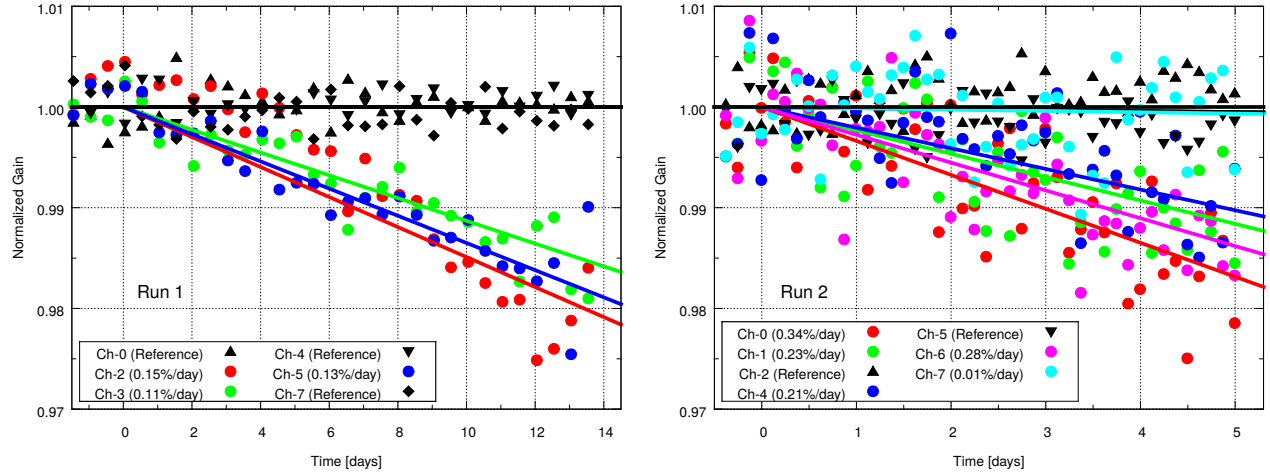 1.01
1.00
0.99
0.98
0.97
Normalized Gain
Run 1
Ch-0 (Reference)
Ch-2 (0.15%/day)
Ch-3 (0.11%/day)
Ch-4 (Reference)
Ch-5 (0.13%/day)
Ch-7 (Reference)
0 2 4 6 8 10 12 14
Time [days]
1.01
1.00
0.99
0.98
0.97
Normalized Gain
Run 2
Ch-0 (0.34%/day)
Ch-1 (0.23%/day)
Ch-2 (Reference)
Ch-4 (0.21%/day)
Ch-5 (Reference)
Ch-6 (0.28%/day)
Ch-7 (0.01%/day)
0 1 2 3 4 5
Time [days]